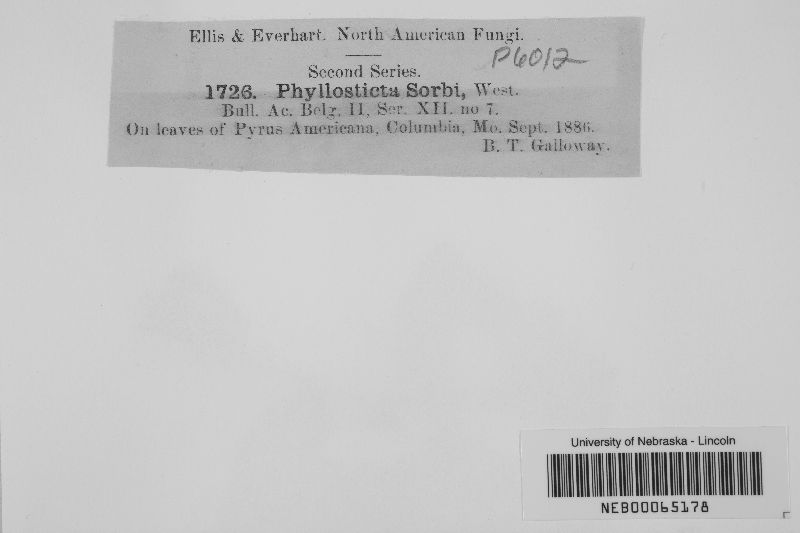 Ellis & Everhart. North American Fungi.
P6012
Second Series.
1726. Phyllosticta Sorbi, West.
Bull. Ac. Belg. II, Ser. XII. no 7.
On leaves of Pyrus Americana, Columbia, Mo. Sept. 1886.
B. T. Galloway.
University of Nebraska - Lincoln
NEB00065178